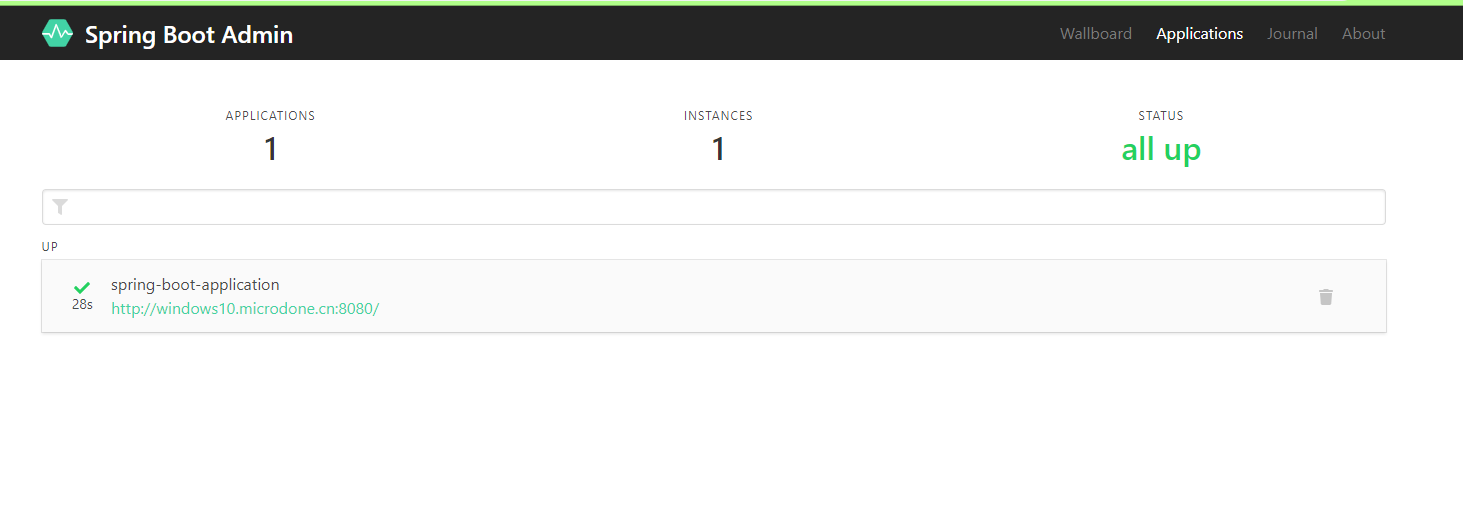 Spring Boot Admin
Wallboard Applications Journal About
APPLICATIONS INSTANCES STATUS
1 1 all up
UP
spring-boot-application
28s http://windows10.microdone.cn:8080/